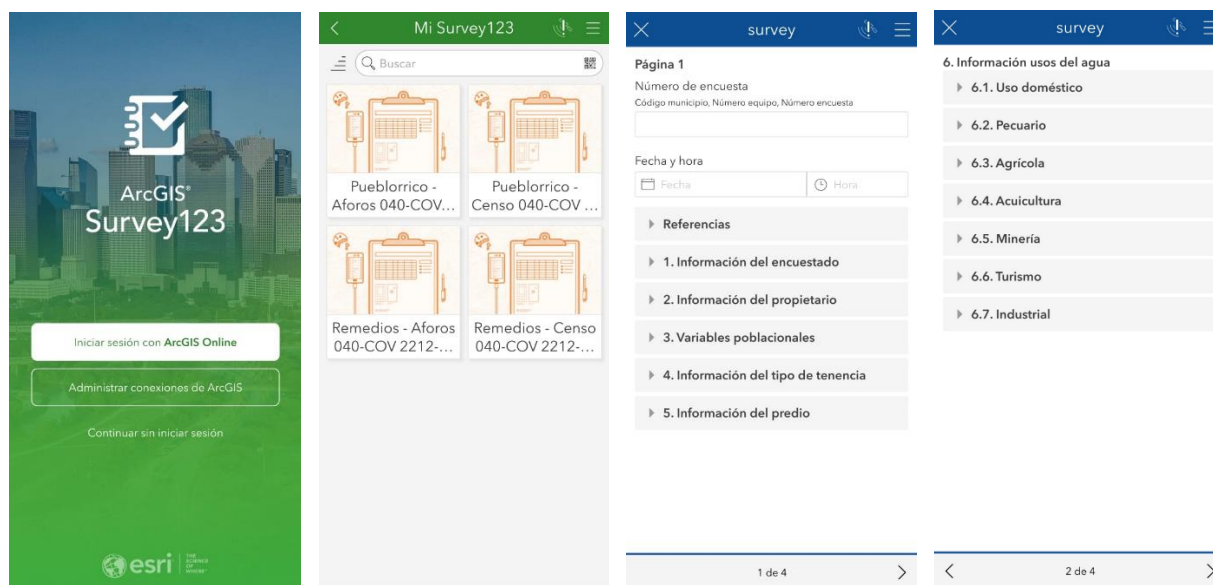 ArcGIS®
Survey123
Iniciar sesión con ArcGIS Online
Administrar conexiones de ArcGIS
Continuar sin iniciar sesión
esri
THE
SCIENCE
OF
WHERE™
Mi Survey123
Buscar
Pueblorrico -
Aforos 040-COV...
Pueblorrico -
Censo 040-COV ...
Remedios - Aforos
040-COV 2212-...
Remedios - Censo
040-COV 2212-...
survey
Página 1
Número de encuesta
Código municipio, Número equipo, Número encuesta
Fecha y hora
Fecha
Hora
Referencias
1. Información del encuestado
2. Información del propietario
3. Variables poblacionales
4. Información del tipo de tenencia
5. Información del predio
1 de 4
survey
6. Información usos del agua
6.1. Uso doméstico
6.2. Pecuario
6.3. Agrícola
6.4. Acuicultura
6.5. Minería
6.6. Turismo
6.7. Industrial
2 de 4